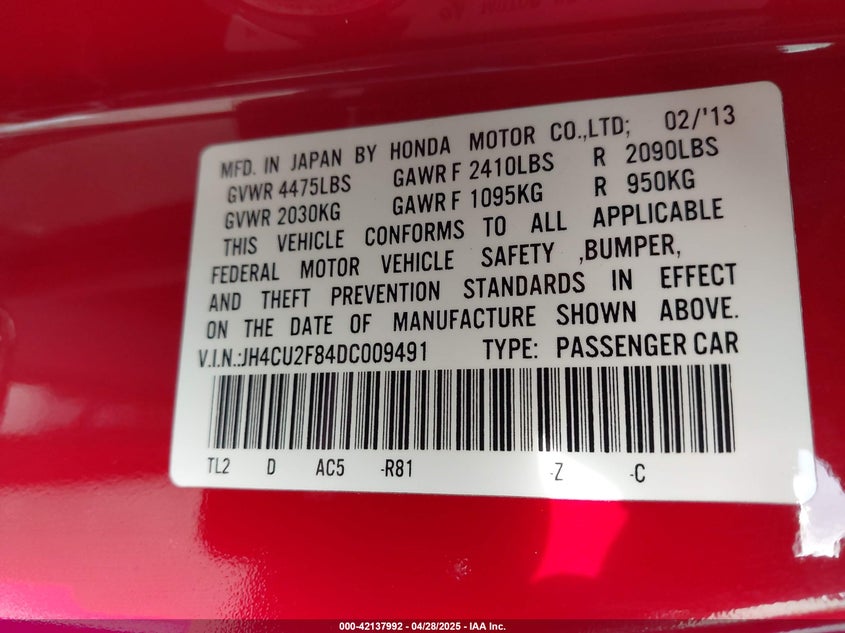 MFD. IN JAPAN BY HONDA MOTOR CO.,LTD; 02/'13
GVWR 4475LBS GAWR F 2410LBS R 2090LBS
GVWR 2030KG GAWR F 1095KG R 950KG
THIS VEHICLE CONFORMS TO ALL APPLICABLE
FEDERAL MOTOR VEHICLE SAFETY ,BUMPER,
AND THEFT PREVENTION STANDARDS IN EFFECT
ON THE DATE OF MANUFACTURE SHOWN ABOVE.
V.I.N.:JH4CU2F84DC009491 TYPE: PASSENGER CAR
TL2 D AC5 -R81 -Z -C
000-42137992 / 04/28/2025 - IAA Inc.